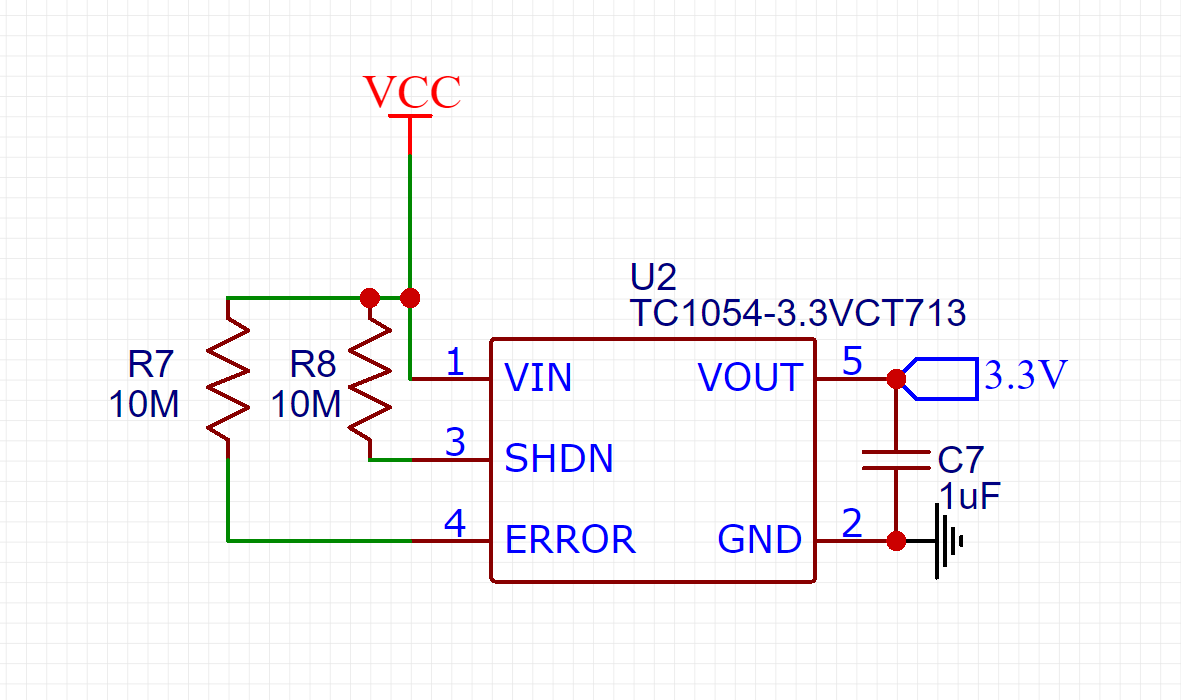 VCC
U2
TC1054-3.3VCT713
R7
10M
R8
10M
1
VIN
VOUT
5
3.3V
3
SHDN
C7
1uF
4
ERROR
GND
2